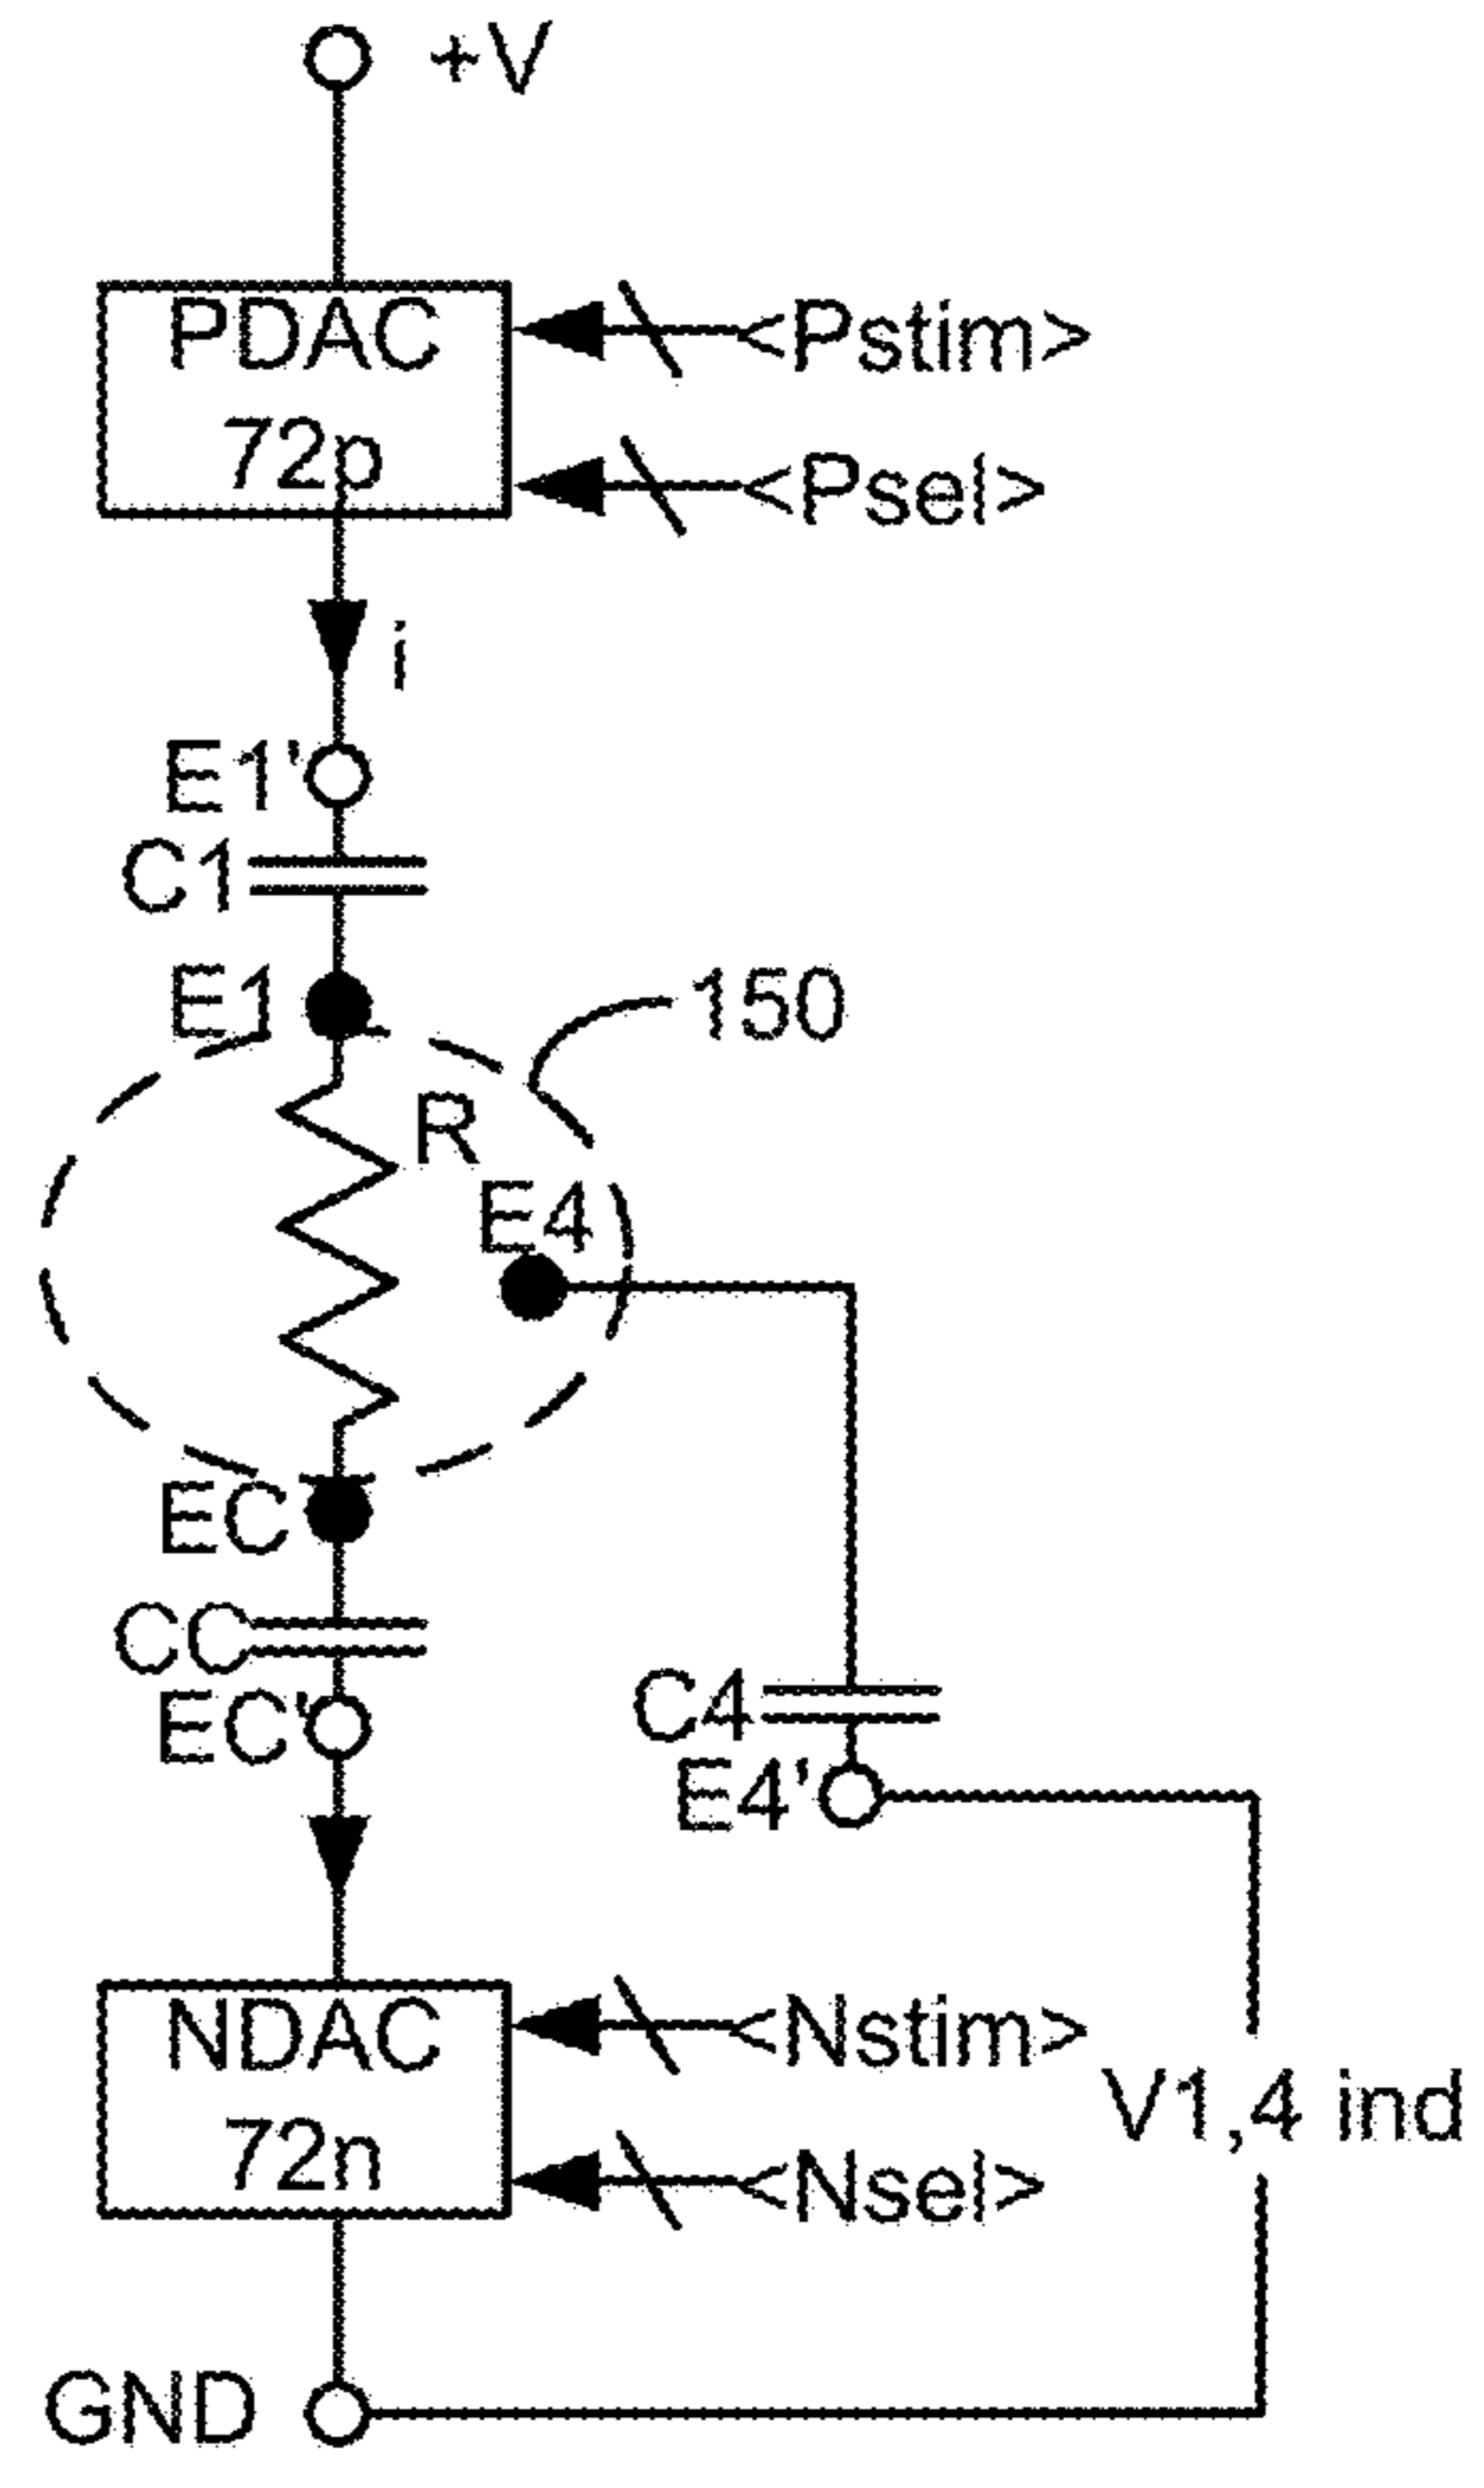 +V
PDAC
72p
<Pstim>
<Psel>
i
E1'
C1
E1
150
R
E4
EC
CC
EC'
C4
E4'
NDAC
72n
<Nstim>
<Nsel>
V1,4 ind
GND